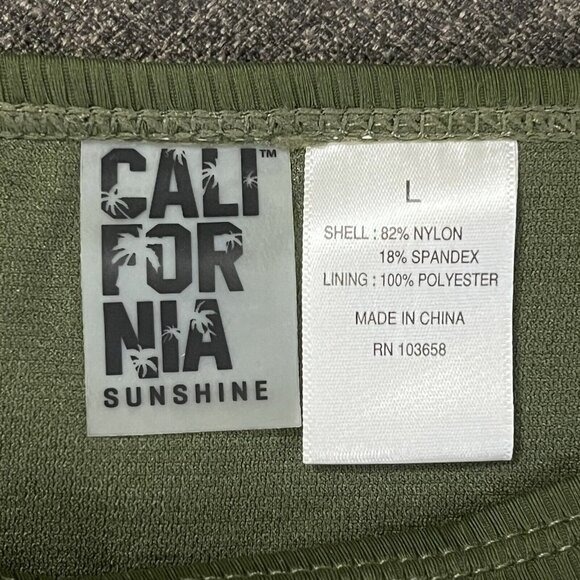 CALI™
FOR
NIA
SUNSHINE
L
SHELL : 82% NYLON
18% SPANDEX
LINING : 100% POLYESTER
MADE IN CHINA
RN 103658